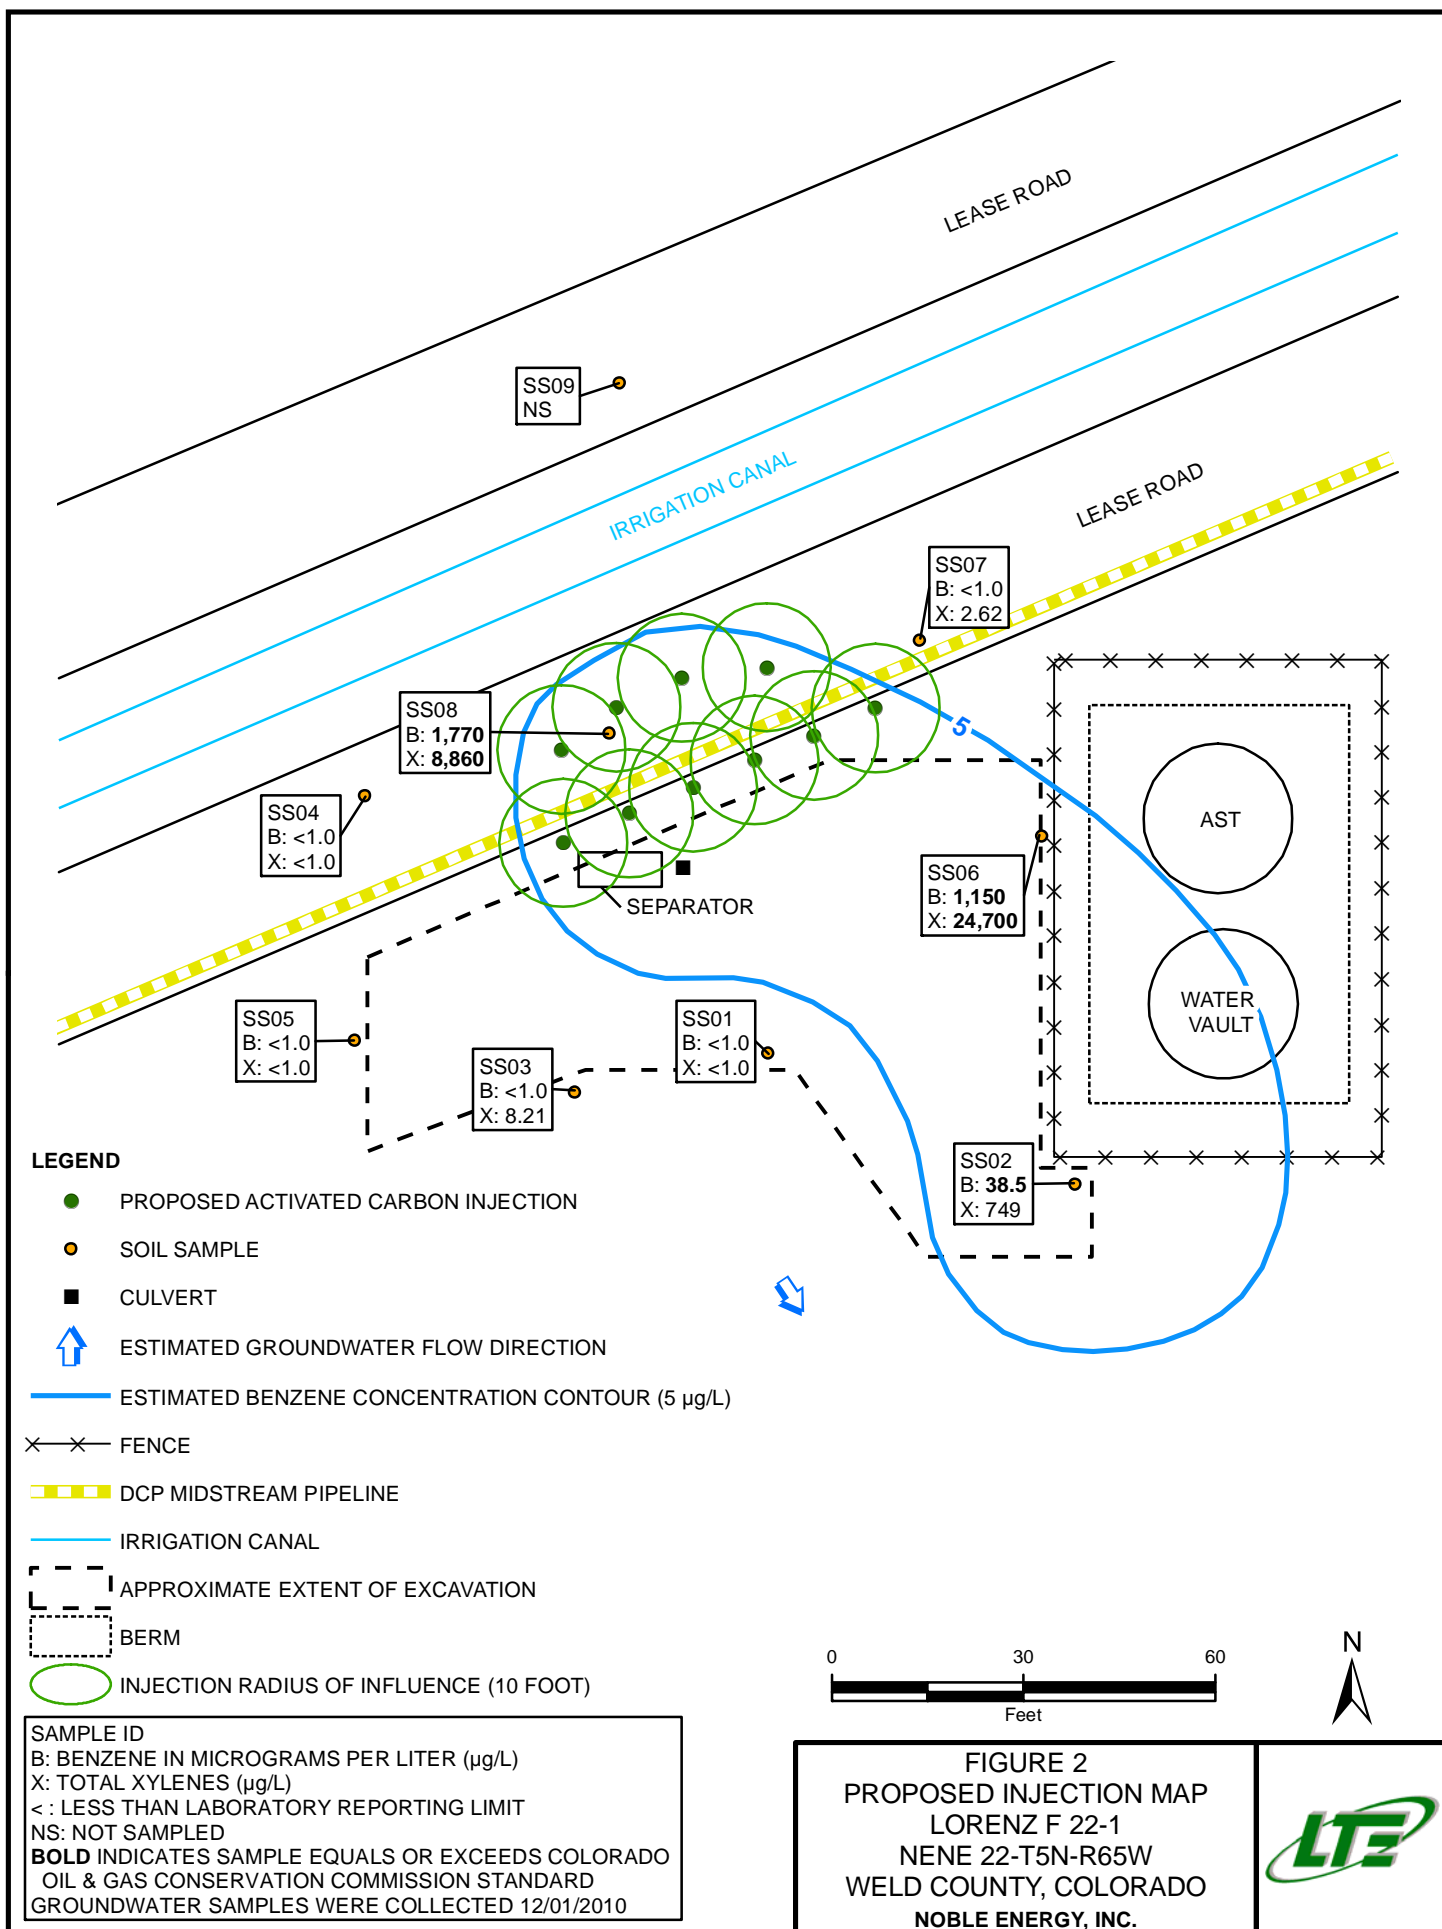 LEASE ROAD
SS09
NS
IRRIGATION CANAL
LEASE ROAD
SS07
B: <1.0
X: 2.62
SS08
B: 1,770
X: 8,860
5
SS04
B: <1.0
X: <1.0
AST
SS06
B: 1,150
X: 24,700
SEPARATOR
WATER
VAULT
SS05
B: <1.0
X: <1.0
SS01
B: <1.0
X: <1.0
SS03
B: <1.0
X: 8.21
SS02
B: 38.5
X: 749
LEGEND
PROPOSED ACTIVATED CARBON INJECTION
SOIL SAMPLE
CULVERT
ESTIMATED GROUNDWATER FLOW DIRECTION
ESTIMATED BENZENE CONCENTRATION CONTOUR (5 µg/L)
FENCE
DCP MIDSTREAM PIPELINE
IRRIGATION CANAL
APPROXIMATE EXTENT OF EXCAVATION
BERM
INJECTION RADIUS OF INFLUENCE (10 FOOT)
0 30 60
Feet
N
SAMPLE ID
B: BENZENE IN MICROGRAMS PER LITER (µg/L)
X: TOTAL XYLENES (µg/L)
< : LESS THAN LABORATORY REPORTING LIMIT
NS: NOT SAMPLED
BOLD INDICATES SAMPLE EQUALS OR EXCEEDS COLORADO
OIL & GAS CONSERVATION COMMISSION STANDARD
GROUNDWATER SAMPLES WERE COLLECTED 12/01/2010
FIGURE 2
PROPOSED INJECTION MAP
LORENZ F 22-1
NENE 22-T5N-R65W
WELD COUNTY, COLORADO
NOBLE ENERGY, INC.
LTE